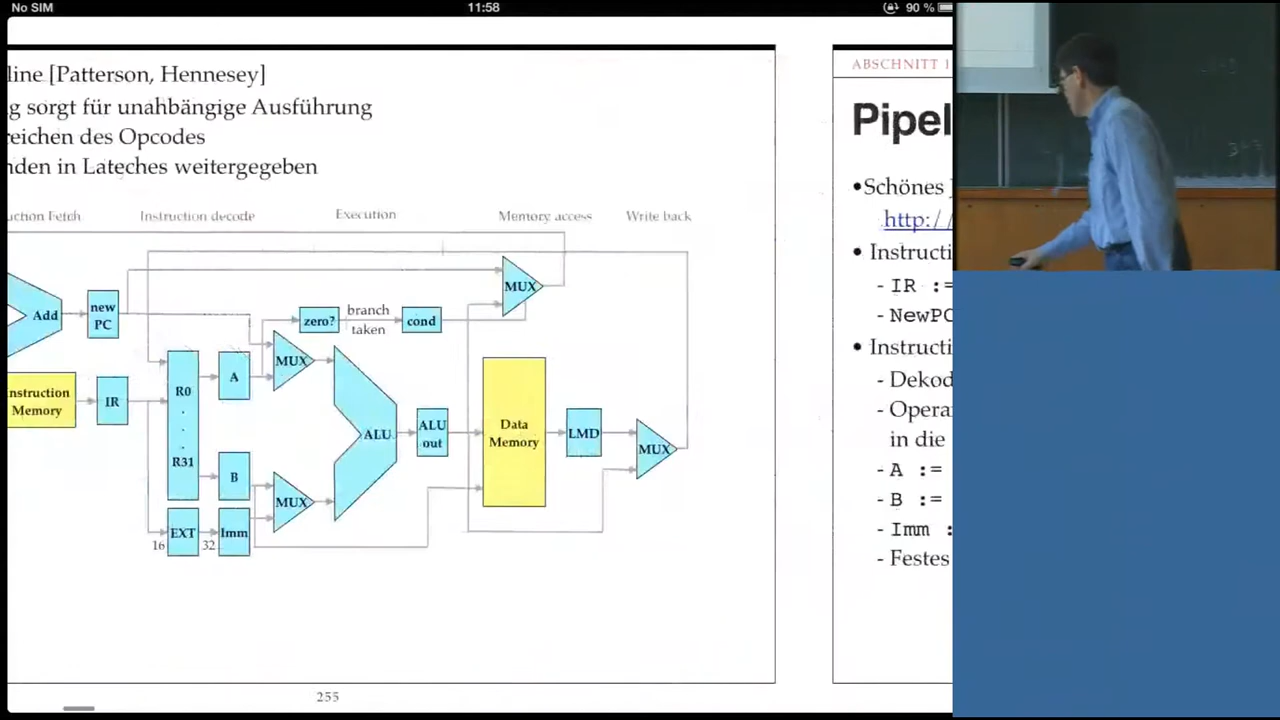 No SIM
11:58
90 %
line [Patterson, Hennesey]
g sorgt für unahbängige Ausführung
reichen des Opcodes
nden in Lateches weitergegeben
uction Fetch
Instruction decode
Execution
Memory access
Write back
Add
new
PC
zero?
branch
taken
cond
MUX
MUX
nstruction
Memory
IR
R0
.
.
.
R31
A
B
MUX
ALU
ALU
out
Data
Memory
LMD
MUX
EXT
Imm
16
32
255
ABSCHNITT 1
Pipel
•Schönes
http://
• Instructi
- IR :=
- NewPC
• Instructi
- Dekod
- Opera
in die
- A :=
- B :=
- Imm :
- Festes